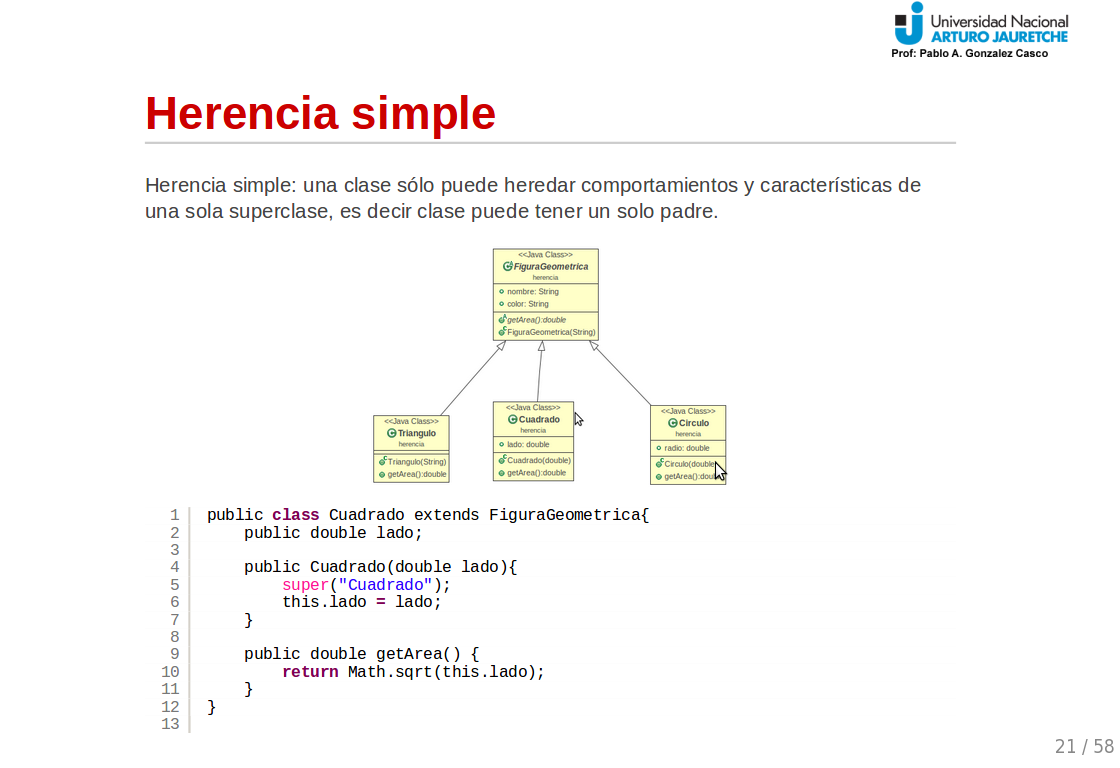 Universidad Nacional
ARTURO JAURETCHE
Prof: Pablo A. Gonzalez Casco
Herencia simple
Herencia simple: una clase sólo puede heredar comportamientos y características de
una sola superclase, es decir clase puede tener un solo padre.
<<Java Class>>
FiguraGeometrica
herencia
nombre: String
color: String
getArea():double
FiguraGeometrica(String)
<<Java Class>>
Triangulo
herencia
Triangulo(String)
getArea():double
<<Java Class>>
Cuadrado
herencia
lado: double
Cuadrado(double)
getArea():double
<<Java Class>>
Circulo
herencia
radio: double
Circulo(double
getArea():doub
1 public class Cuadrado extends FiguraGeometrica{
2     public double lado;
3
4     public Cuadrado(double lado){
5         super("Cuadrado");
6         this.lado = lado;
7     }
8
9     public double getArea() {
10         return Math.sqrt(this.lado);
11     }
12 }
13
21 / 58